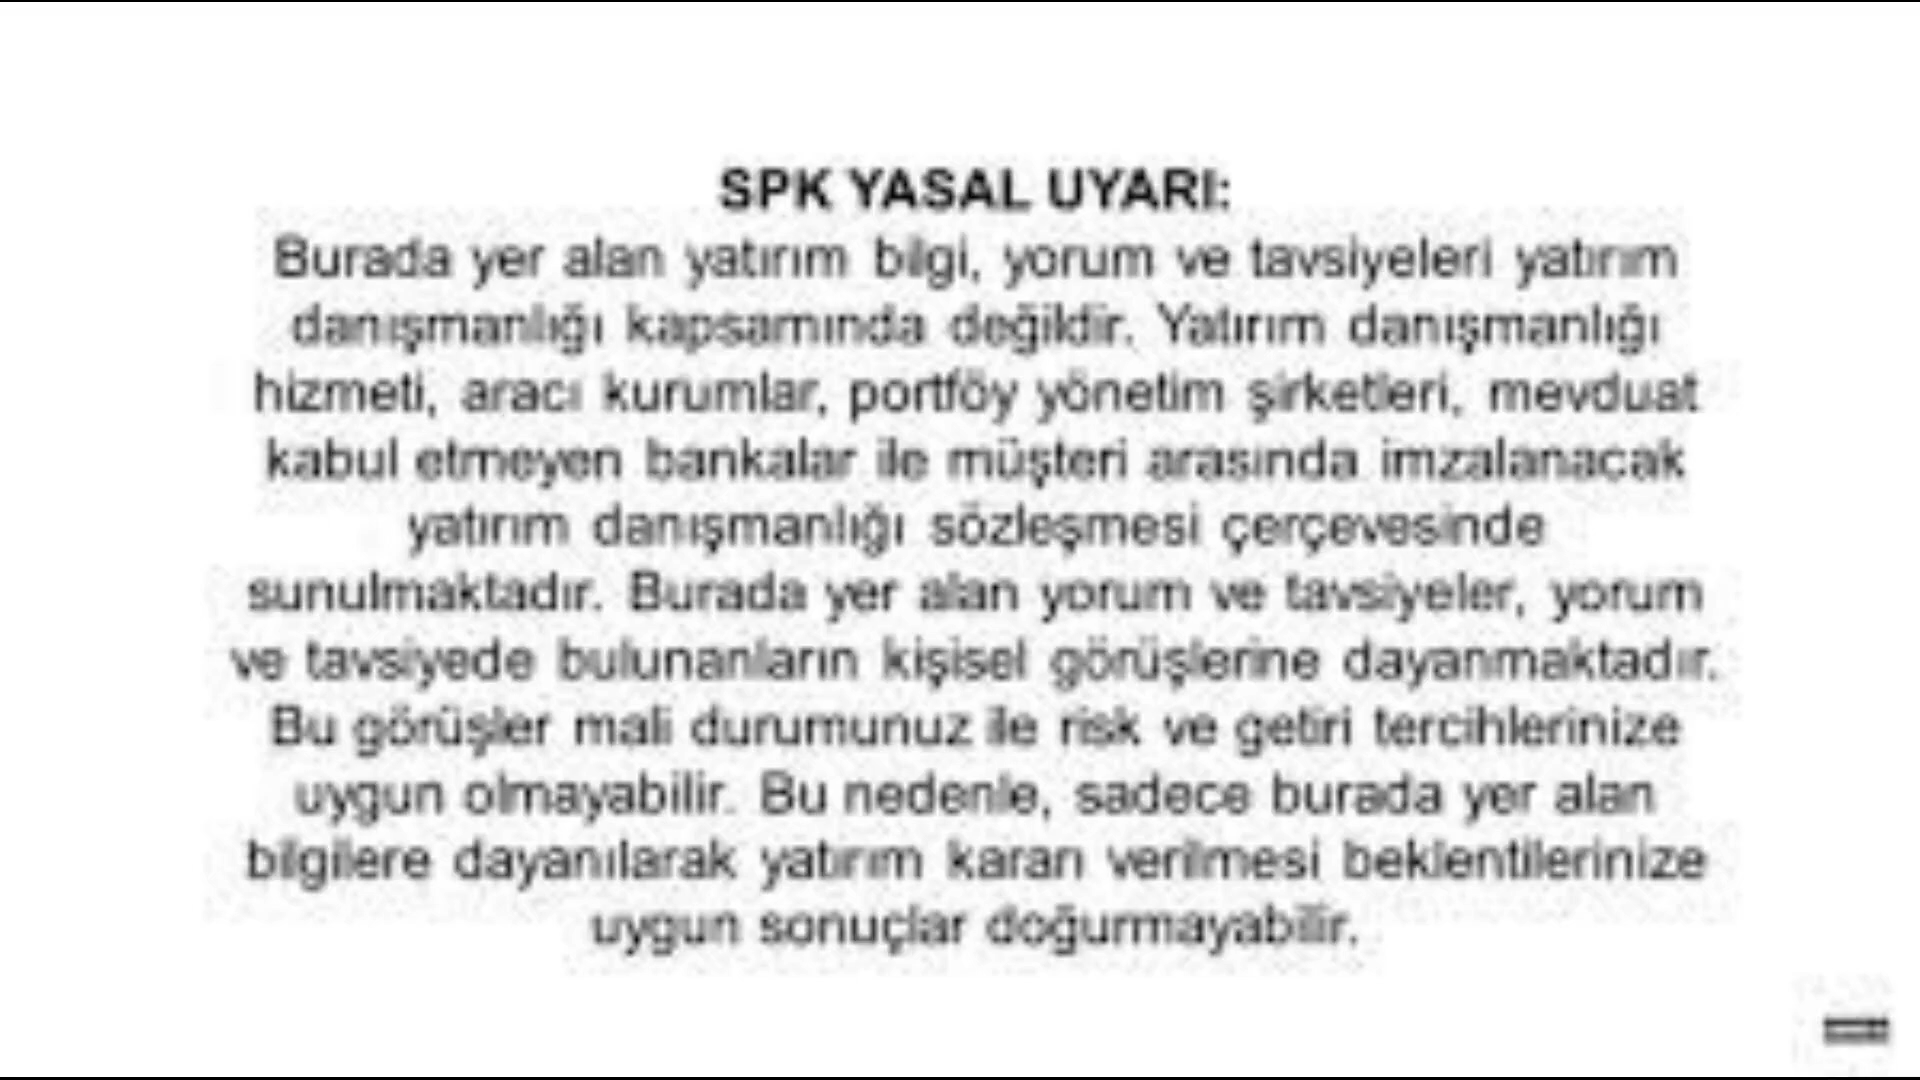 SPK YASAL UYARI:
Burada yer alan yatırım bilgi, yorum ve tavsiyeleri yatırım
danışmanlığı kapsamında değildir. Yatırım danışmanlığı
hizmeti, aracı kurumlar, portföy yönetim şirketleri, mevduat
kabul etmeyen bankalar ile müşteri arasında imzalanacak
yatırım danışmanlığı sözleşmesi çerçevesinde
sunulmaktadır. Burada yer alan yorum ve tavsiyeler, yorum
ve tavsiyede bulunanların kişisel görüşlerine dayanmaktadır.
Bu görüşler mali durumunuz ile risk ve getiri tercihlerinize
uygun olmayabilir. Bu nedenle, sadece burada yer alan
bilgilere dayanılarak yatırım kararı verilmesi beklentilerinize
uygun sonuçlar doğurmayabilir.